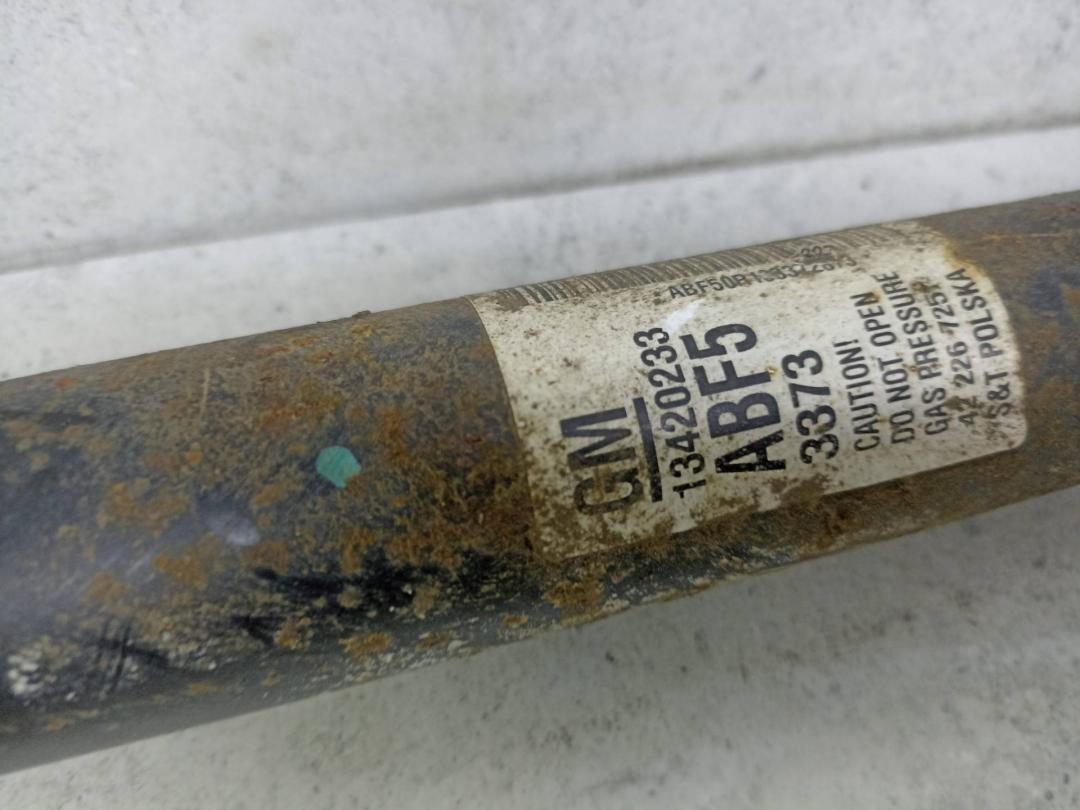 GM
13420233
ABF5
3373
CAUTION!
DO NOT OPEN
GAS PRESSURE
S&T POLSKA